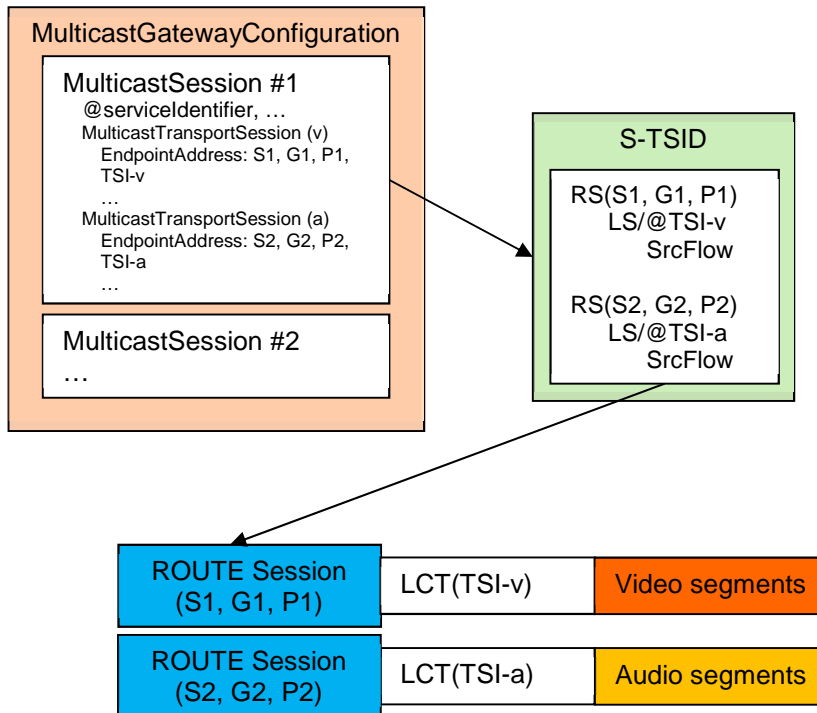 MulticastGatewayConfiguration
MulticastSession #1
@serviceIdentifier, …
MulticastTransportSession (v)
EndpointAddress: S1, G1, P1,
TSI-v
…
MulticastTransportSession (a)
EndpointAddress: S2, G2, P2,
TSI-a
…
MulticastSession #2
…
S-TSID
RS(S1, G1, P1)
LS/@TSI-v
SrcFlow
RS(S2, G2, P2)
LS/@TSI-a
SrcFlow
ROUTE Session
(S1, G1, P1)
LCT(TSI-v)
Video segments
ROUTE Session
(S2, G2, P2)
LCT(TSI-a)
Audio segments